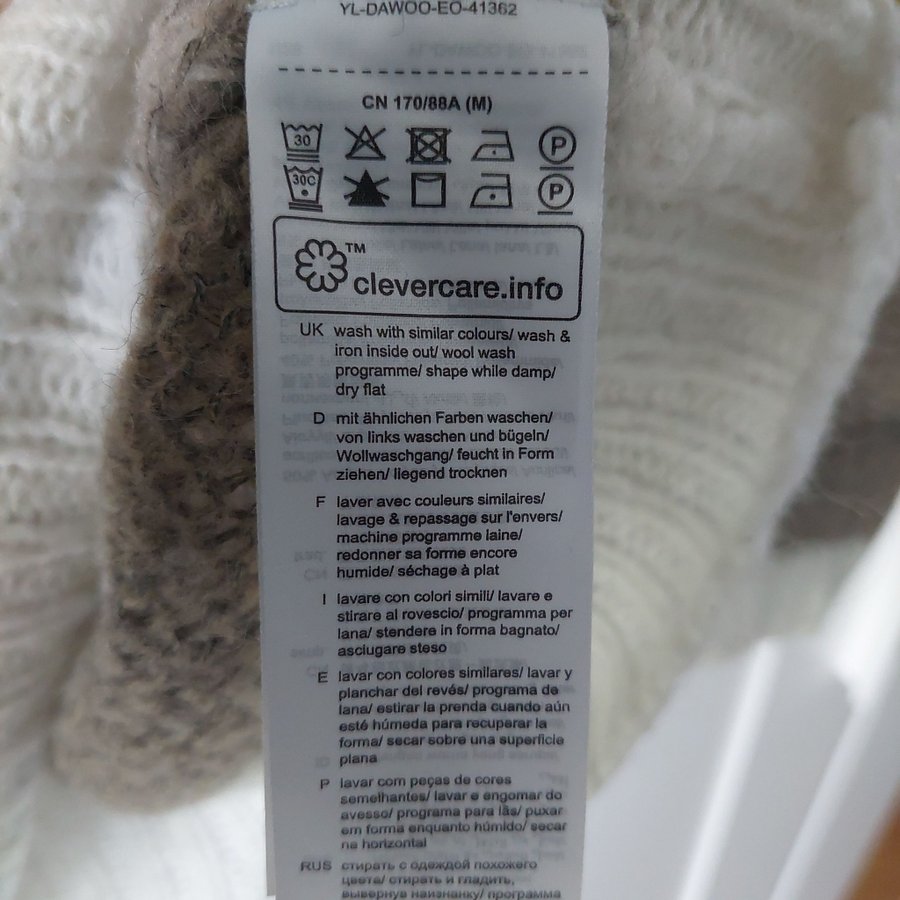 YL-DAWOO-EO-41362
CN 170/88A (M)
30 P
30C P
TM
clevercare.info
UK wash with similar colours/ wash &
iron inside out/ wool wash
programme/ shape while damp/
dry flat
D mit ähnlichen Farben waschen/
von links waschen und bügeln/
Wollwaschgang/ feucht in Form
ziehen/ liegend trocknen
F laver avec couleurs similaires/
lavage & repassage sur l'envers/
machine programme laine/
redonner sa forme encore
humide/ séchage à plat
I lavare con colori simili/ lavare e
stirare al rovescio/ programma per
lana/ stendere in forma bagnato/
asciugare steso
E lavar con colores similares/ lavar y
planchar del revés/ programa de
lana/ estirar la prenda cuando aún
esté húmeda para recuperar la
forma/ secar sobre una superficie
plana
P lavar com peças de cores
semelhantes/ lavar e engomar do
avesso/ programa para lãs/ puxar
em forma enquanto húmido/ secar
na horizontal
RUS стирать с одеждой похожего
цвета/ стирать и гладить,
вывернув наизнанку/ программа